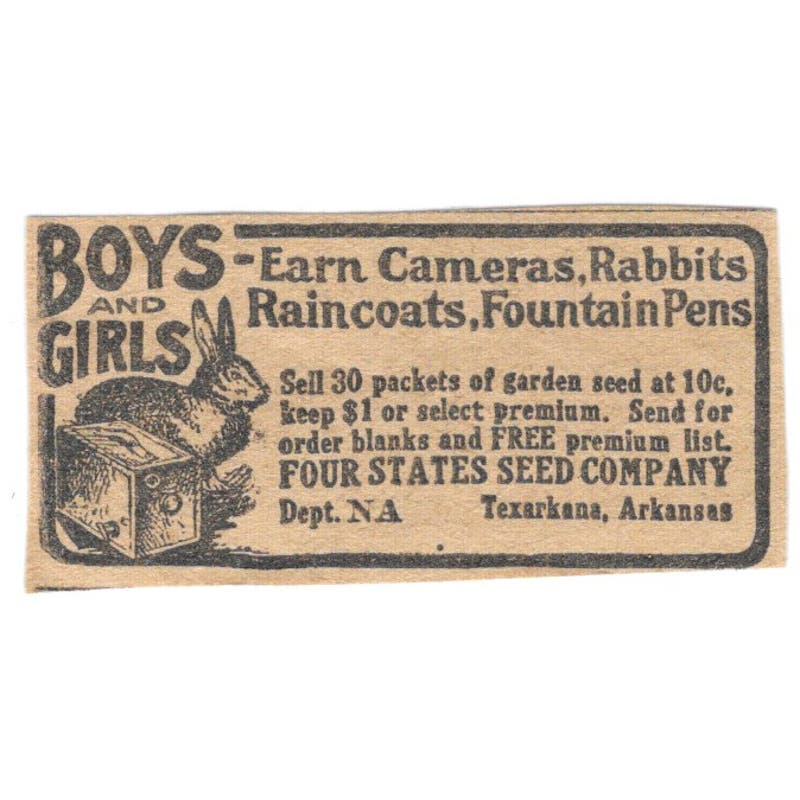 BOYS
AND
GIRLS
-Earn Cameras, Rabbits
Raincoats, Fountain Pens
Sell 30 packets of garden seed at 10c,
keep $1 or select premium. Send for
order blanks and FREE premium list.
FOUR STATES SEED COMPANY
Dept. NA Texarkana, Arkansas